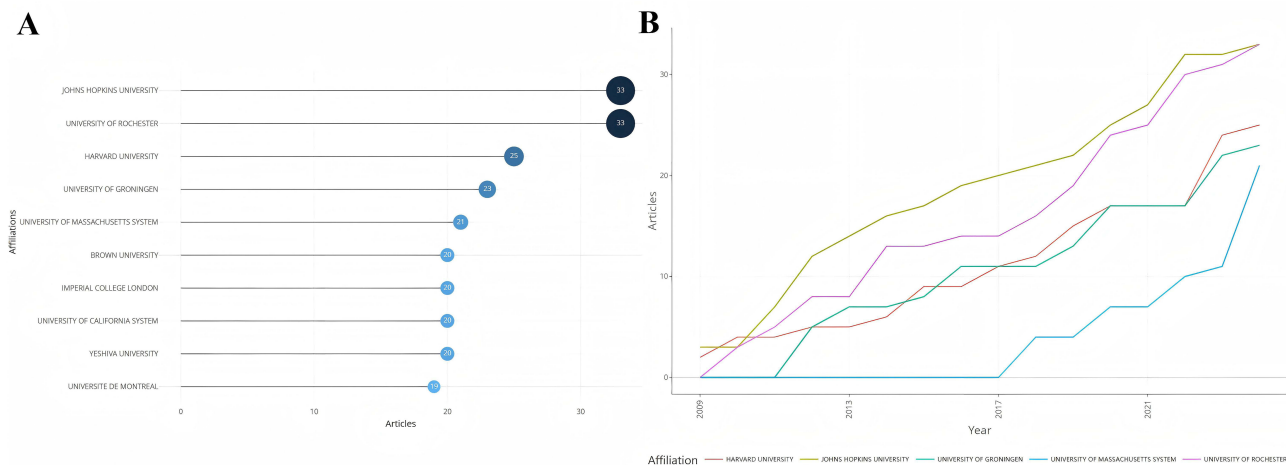 A
JOHNS HOPKINS UNIVERSITY
33
UNIVERSITY OF ROCHESTER
33
HARVARD UNIVERSITY
25
UNIVERSITY OF GRONINGEN
23
UNIVERSITY OF MASSACHUSETTS SYSTEM
21
BROWN UNIVERSITY
20
IMPERIAL COLLEGE LONDON
20
UNIVERSITY OF CALIFORNIA SYSTEM
20
YESHIVA UNIVERSITY
20
UNIVERSITE DE MONTREAL
19
Affiliations
0 10 20 30
Articles
B
30
20
10
0
Articles
2009 2013 2017 2021
Year
Affiliation HARVARD UNIVERSITY JOHNS HOPKINS UNIVERSITY UNIVERSITY OF GRONINGEN UNIVERSITY OF MASSACHUSETTS SYSTEM UNIVERSITY OF ROCHESTER